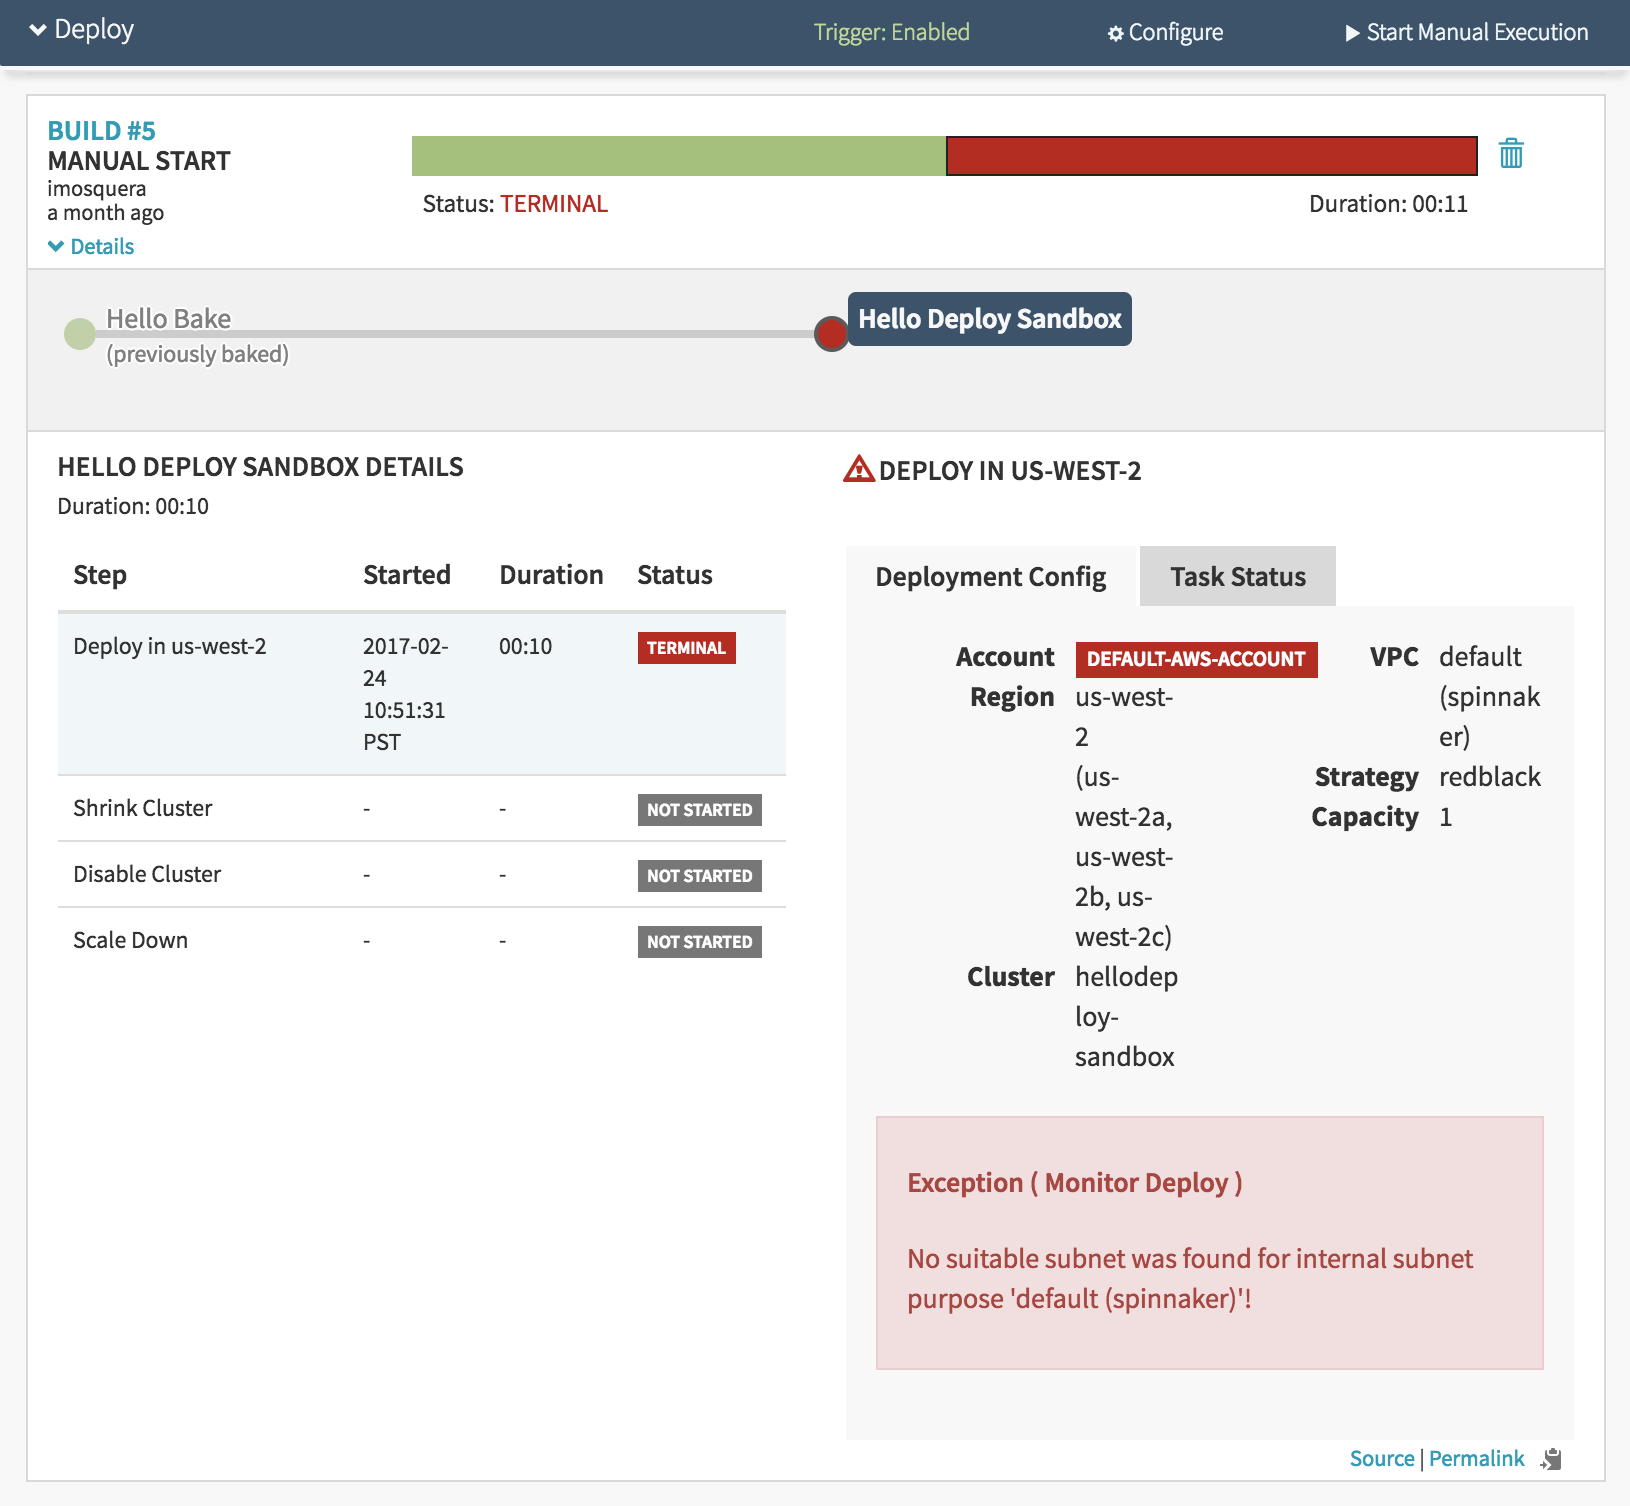 Deploy
Trigger: Enabled
Configure
Start Manual Execution
BUILD #5
MANUAL START
imosquera
a month ago
Details
Status: TERMINAL
Duration: 00:11
Hello Bake
(previously baked)
Hello Deploy Sandbox
HELLO DEPLOY SANDBOX DETAILS
Duration: 00:10
Step Started Duration Status
Deploy in us-west-2 2017-02- 00:10 TERMINAL
24
10:51:31
PST
Shrink Cluster - - NOT STARTED
Disable Cluster - - NOT STARTED
Scale Down - - NOT STARTED
DEPLOY IN US-WEST-2
Deployment Config Task Status
Account DEFAULT-AWS-ACCOUNT
Region us-west-
2
(us-
west-2a,
us-west-
2b, us-
west-2c)
Cluster hellodep
loy-
sandbox
VPC default
(spinnak
er)
Strategy redblack
Capacity 1
Exception ( Monitor Deploy )
No suitable subnet was found for internal subnet
purpose 'default (spinnaker)'!
Source | Permalink